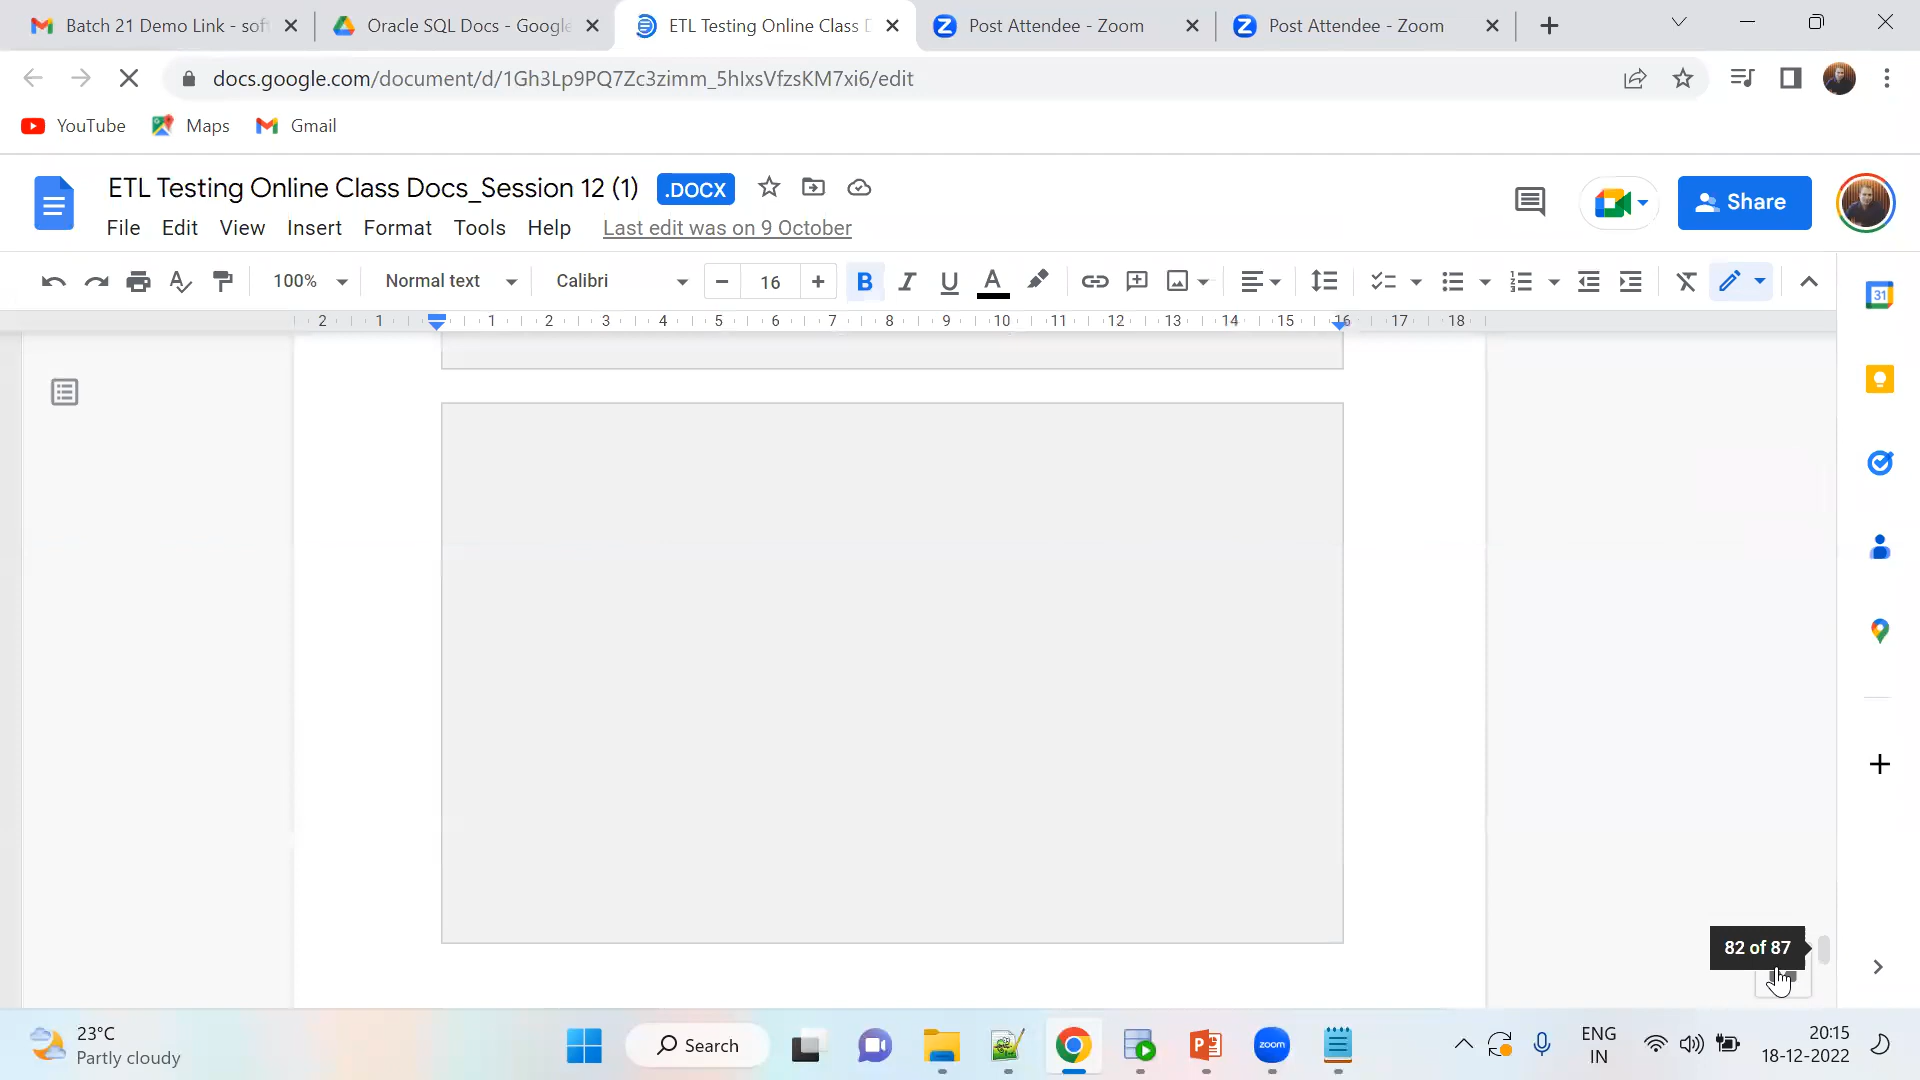 Batch 21 Demo Link - soft
Oracle SQL Docs - Google
ETL Testing Online Class D
Post Attendee - Zoom
Post Attendee - Zoom
docs.google.com/document/d/1Gh3Lp9PQ7Zc3zimm_5hlxsVfzsKM7xi6/edit
YouTube
Maps
Gmail
ETL Testing Online Class Docs_Session 12 (1)
.DOCX
Share
File Edit View Insert Format Tools Help
Last edit was on 9 October
100%
Normal text
Calibri
16
B I U A
31
2 1 1 2 3 4 5 6 7 8 9 10 11 12 13 14 15 16 17 18
82 of 87
23°C
Partly cloudy
Search
zoom
ENG
IN
20:15
18-12-2022